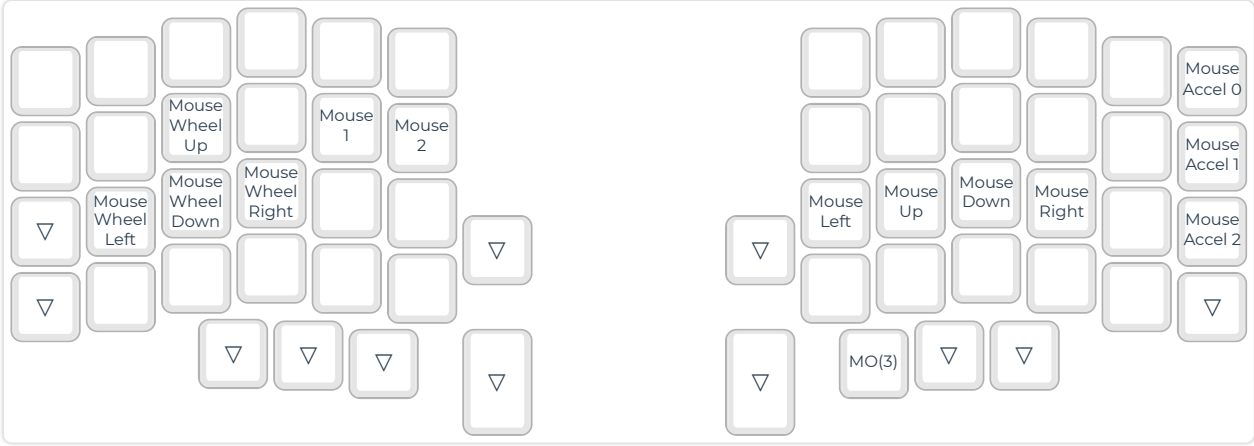 Mouse
Accel 0
Mouse
Wheel
Up
Mouse
1
Mouse
2
Mouse
Accel 1
▽
Mouse
Wheel
Left
Mouse
Wheel
Down
Mouse
Wheel
Right
▽
▽
Mouse
Left
Mouse
Up
Mouse
Down
Mouse
Right
Mouse
Accel 2
▽
▽
▽
▽
▽
▽
▽
MO(3)
▽
▽
▽